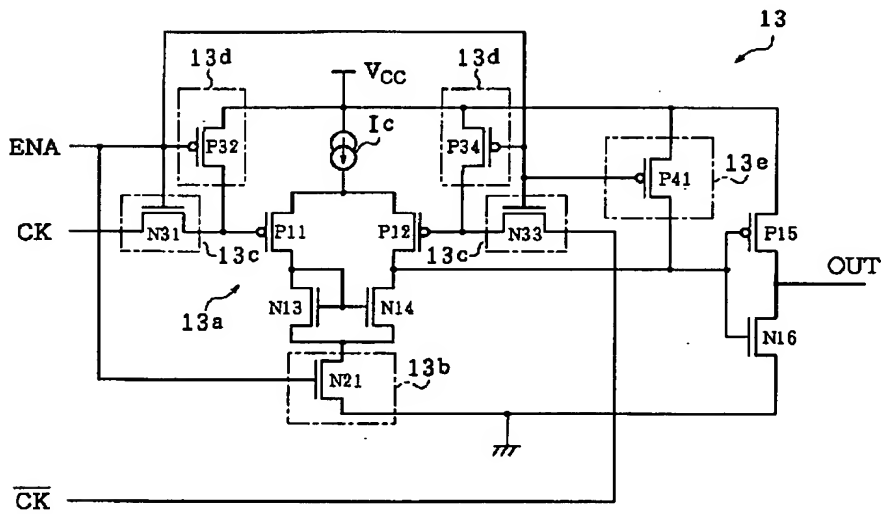 13
13d
13d
VCC
Ic
ENA
P32
P34
13e
P41
CK
N31
P11
P12
N33
P15
13c
13c
OUT
13a
N13
N14
N16
13b
N21
C̅K̅